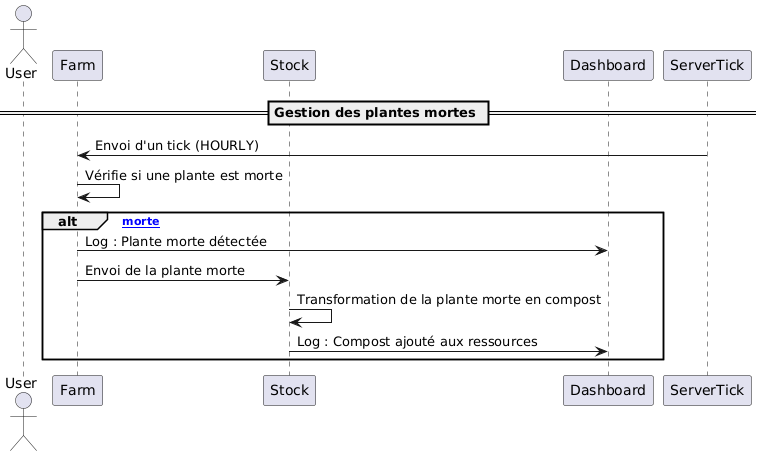 User
Farm
Stock
Dashboard
ServerTick
Gestion des plantes mortes
Envoi d'un tick (HOURLY)
Vérifie si une plante est morte
alt
morte
Log : Plante morte détectée
Envoi de la plante morte
Transformation de la plante morte en compost
Log : Compost ajouté aux ressources
User
Farm
Stock
Dashboard
ServerTick